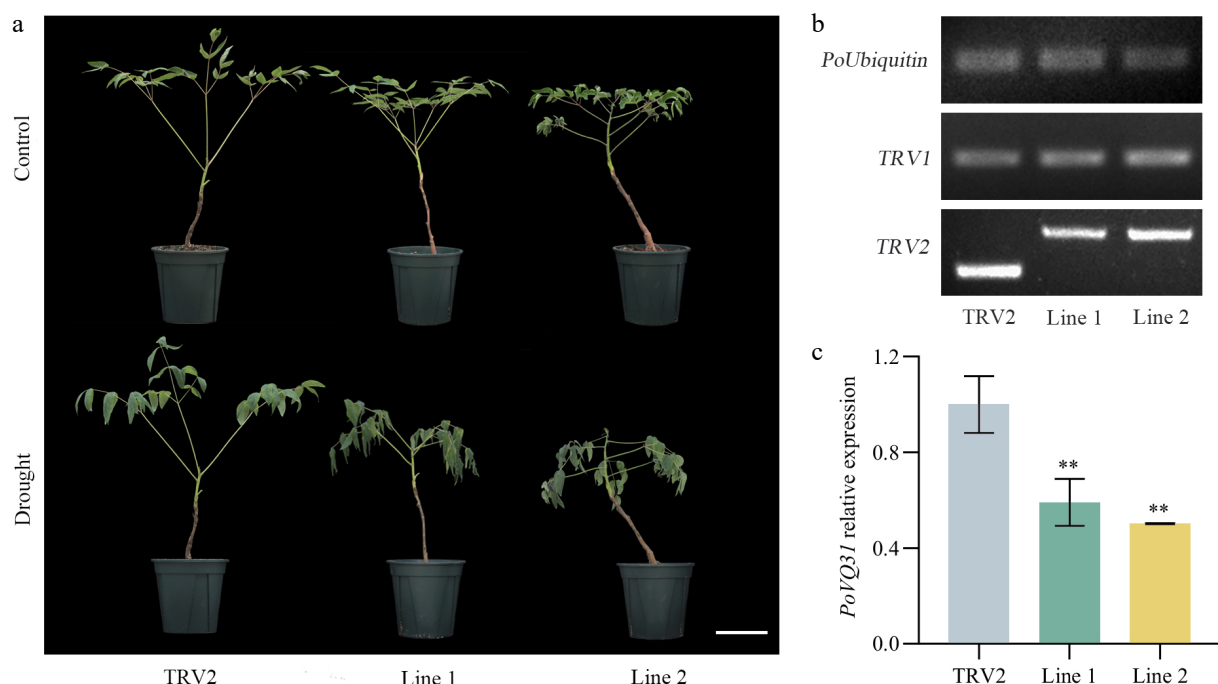 a
Control
Drought
TRV2 Line 1 Line 2
b
PoUbiquitin
TRV1
TRV2
TRV2 Line 1 Line 2
c
PoVQ31 relative expression
1.2
0.8
0.4
0.0
**
**
TRV2 Line 1 Line 2